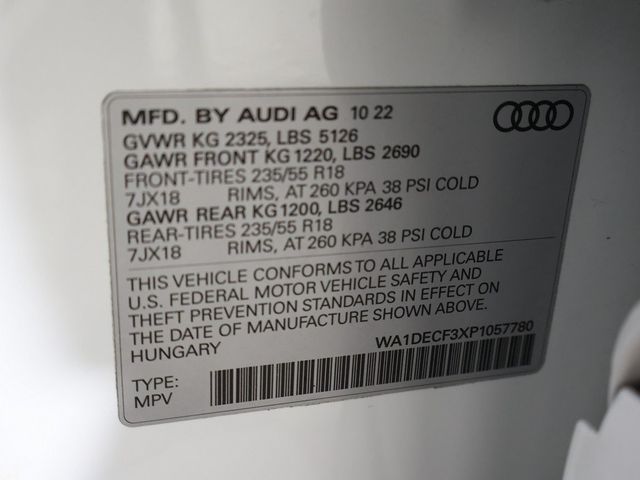 MFD. BY AUDI AG 10 22
GVWR KG 2325, LBS 5126
GAWR FRONT KG 1220, LBS 2690
FRONT-TIRES 235/55 R18
7JX18 RIMS, AT 260 KPA 38 PSI COLD
GAWR REAR KG 1200, LBS 2646
REAR-TIRES 235/55 R18
7JX18 RIMS, AT 260 KPA 38 PSI COLD
THIS VEHICLE CONFORMS TO ALL APPLICABLE
U.S. FEDERAL MOTOR VEHICLE SAFETY AND
THEFT PREVENTION STANDARDS IN EFFECT ON
THE DATE OF MANUFACTURE SHOWN ABOVE.
HUNGARY
WA1DECF3XP1057780
TYPE:
MPV